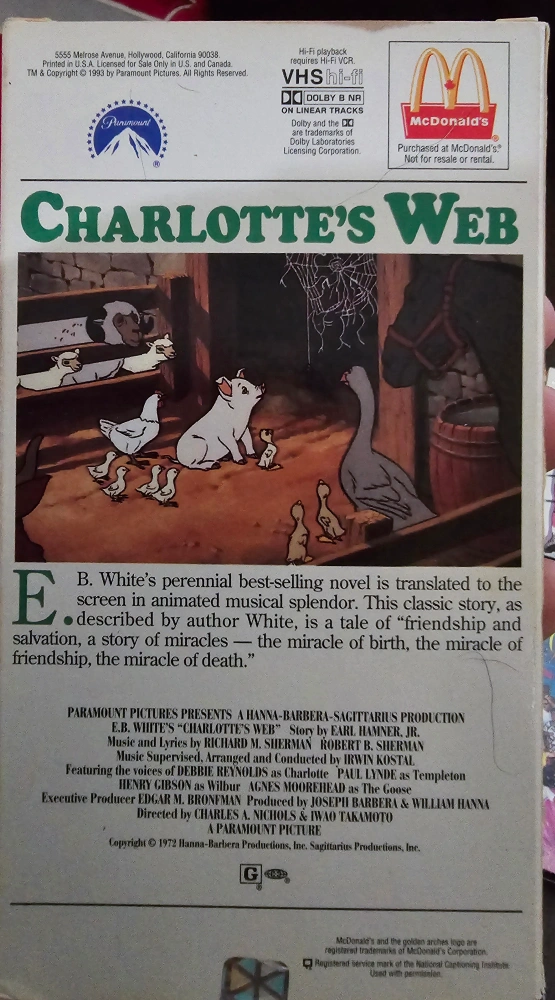 5555 Melrose Avenue, Hollywood, California 90038.
Printed in U.S.A. Licensed for Sale Only in U.S. and Canada.
TM & Copyright © 1993 by Paramount Pictures. All Rights Reserved.
Paramount
®
Hi-Fi playback
requires Hi-Fi VCR.
VHS hi-fi
DOLBY B NR
ON LINEAR TRACKS
Dolby and the
are trademarks of
Dolby Laboratories
Licensing Corporation.
McDonald's
®
Purchased at McDonald's.®
Not for resale or rental.
CHARLOTTE'S WEB
E. B. White's perennial best-selling novel is translated to the
screen in animated musical splendor. This classic story, as
described by author White, is a tale of “friendship and
salvation, a story of miracles — the miracle of birth, the miracle of
friendship, the miracle of death.”
PARAMOUNT PICTURES PRESENTS A HANNA-BARBERA-SAGITTARIUS PRODUCTION
E.B. WHITE'S “CHARLOTTE'S WEB” Story by EARL HAMNER, JR.
Music and Lyrics by RICHARD M. SHERMAN ROBERT B. SHERMAN
Music Supervised, Arranged and Conducted by IRWIN KOSTAL
Featuring the voices of DEBBIE REYNOLDS as Charlotte PAUL LYNDE as Templeton
HENRY GIBSON as Wilbur AGNES MOOREHEAD as The Goose
Executive Producer EDGAR M. BRONFMAN Produced by JOSEPH BARBERA & WILLIAM HANNA
Directed by CHARLES A. NICHOLS & IWAO TAKAMOTO
A PARAMOUNT PICTURE
Copyright © 1972 Hanna-Barbera Productions, Inc. Sagittarius Productions, Inc.
G
McDonald's and the golden arches logo are
registered trademarks of McDonald's Corporation.
Registered service mark of the National Captioning Institute
Used with permission.